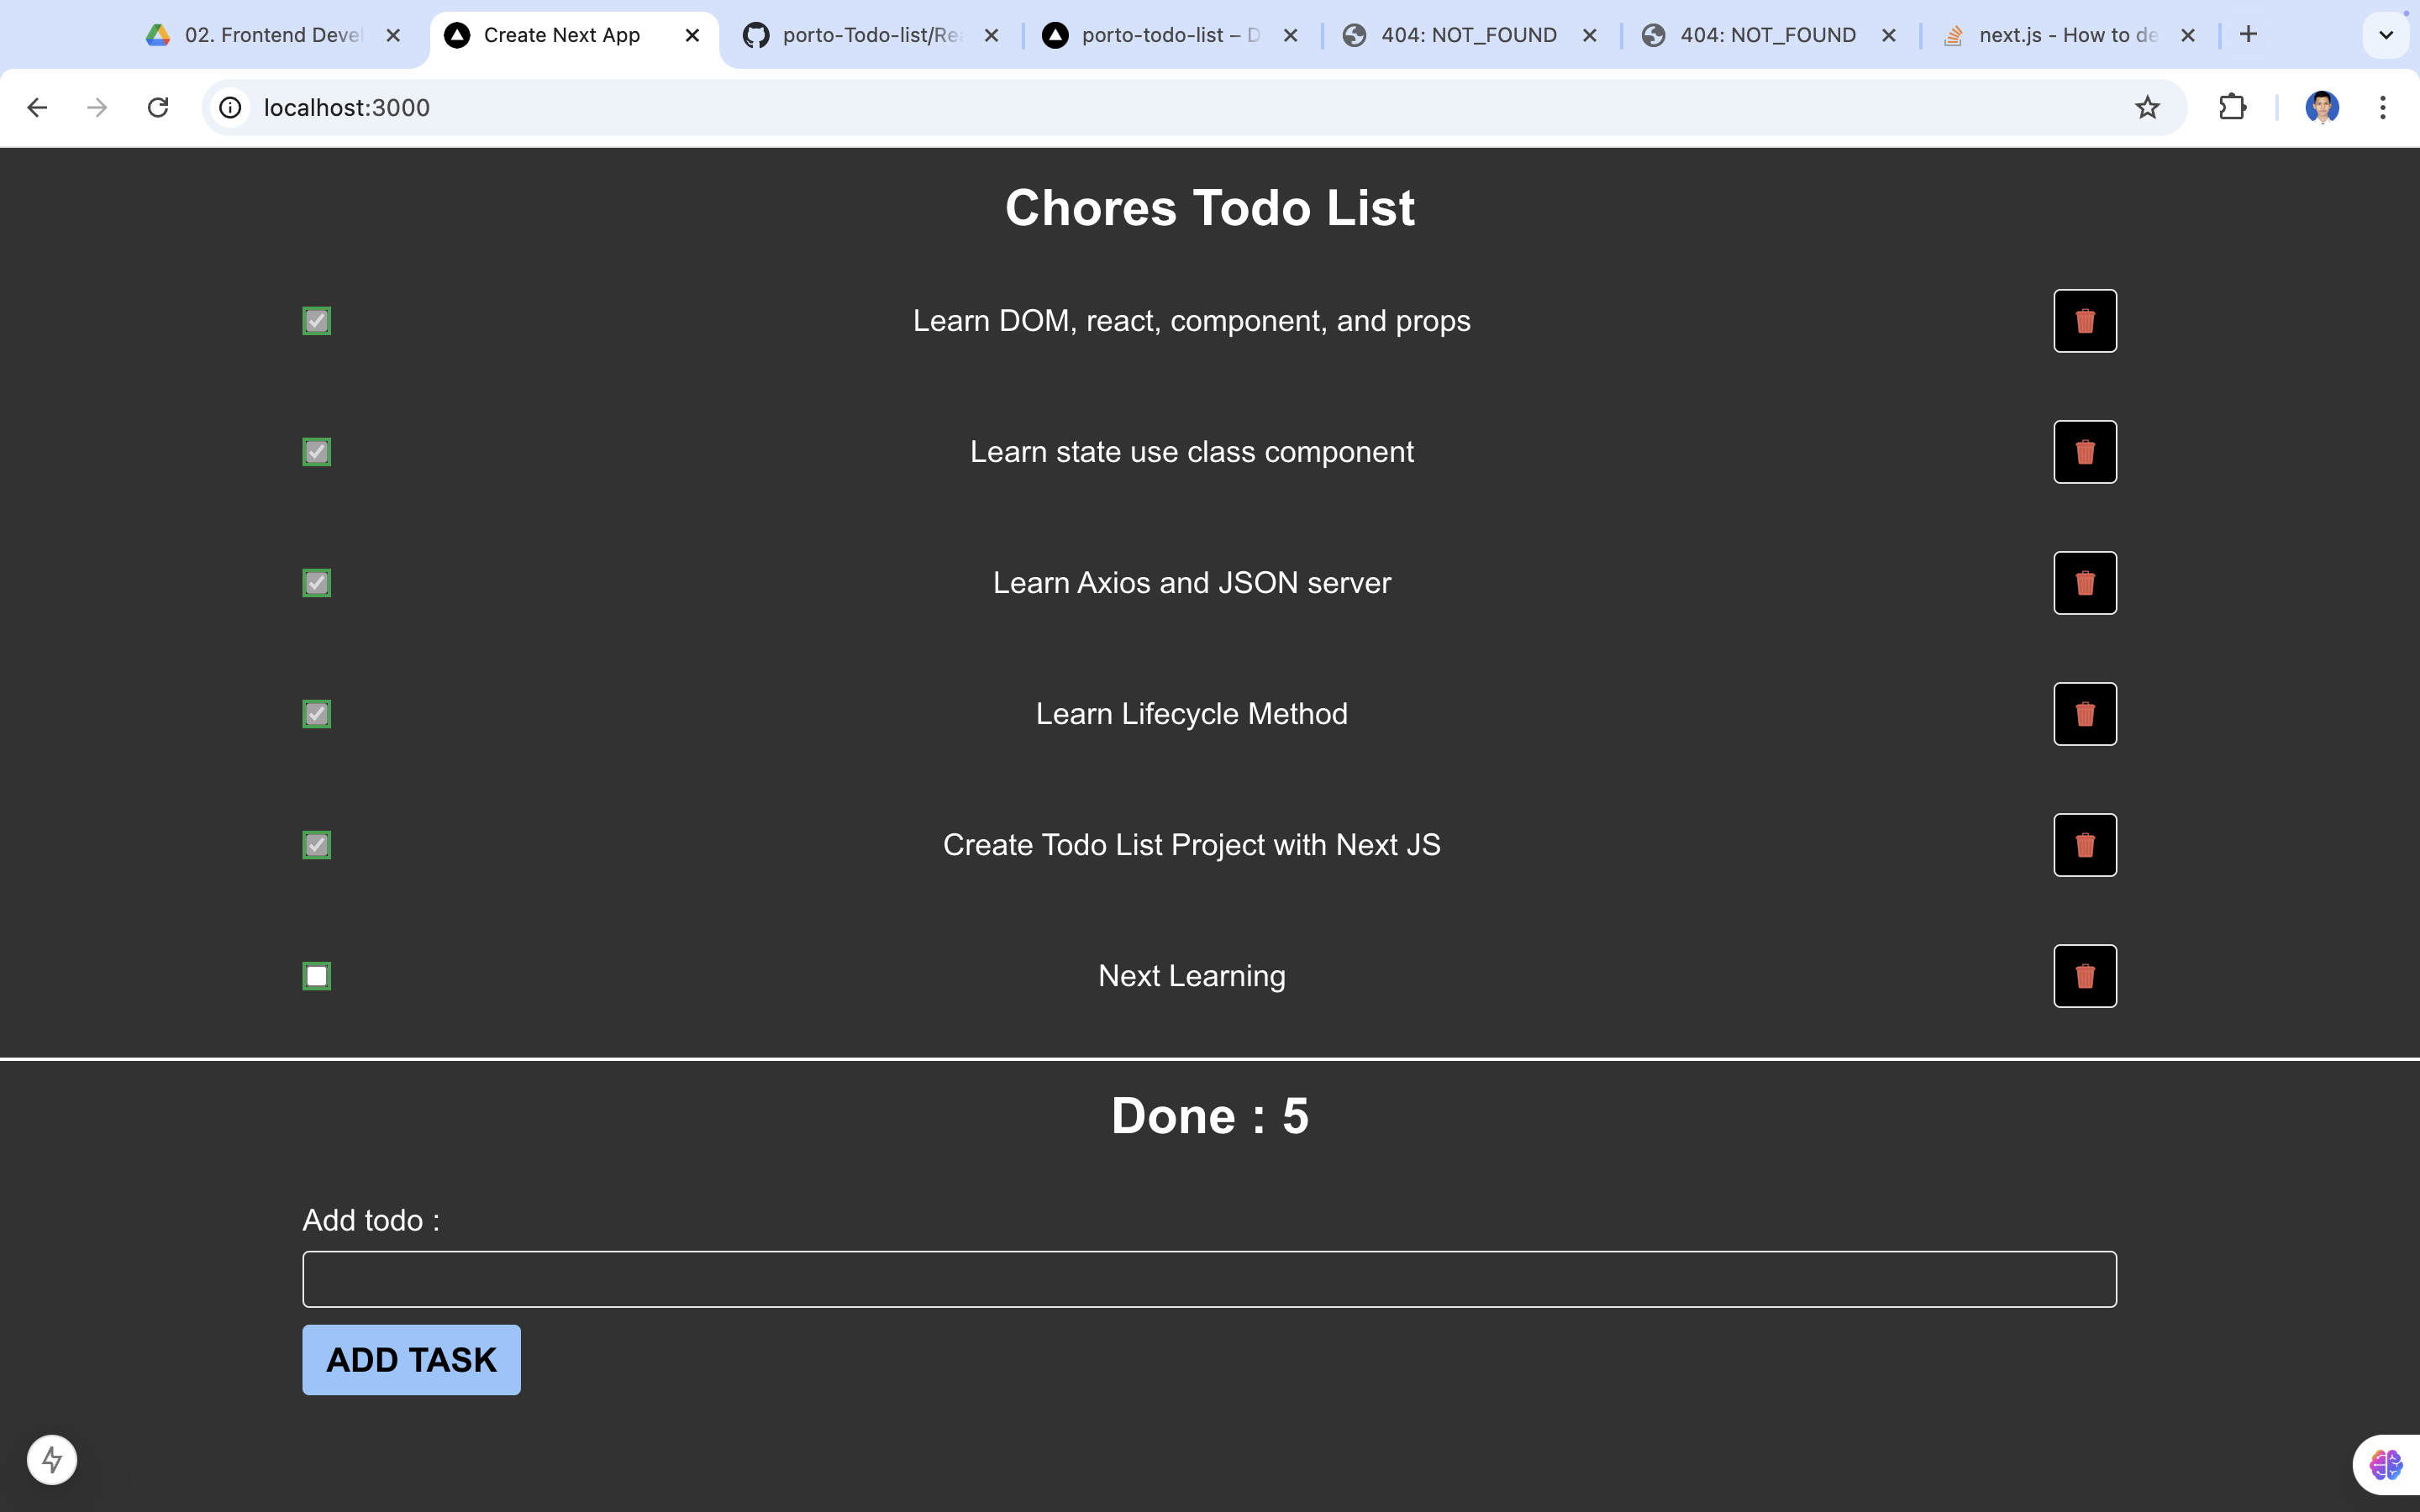 02. Frontend Devel
Create Next App
porto-Todo-list/Rea
porto-todo-list – D
404: NOT_FOUND
404: NOT_FOUND
next.js - How to de
localhost:3000
Chores Todo List
Learn DOM, react, component, and props
Learn state use class component
Learn Axios and JSON server
Learn Lifecycle Method
Create Todo List Project with Next JS
Next Learning
Done : 5
Add todo :
ADD TASK